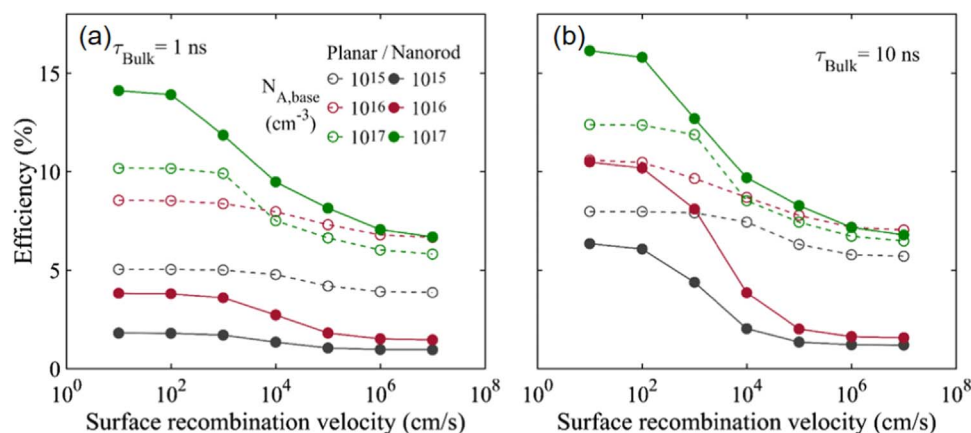 (a)
τBulk= 1 ns
Planar / Nanorod
NA,base
(cm-3)
10¹⁵ 10¹⁵
10¹⁶ 10¹⁶
10¹⁷ 10¹⁷
15
10
5
0
Efficiency (%)
10⁰ 10² 10⁴ 10⁶ 10⁸
Surface recombination velocity (cm/s)
(b)
τBulk = 10 ns
10⁰ 10² 10⁴ 10⁶ 10⁸
Surface recombination velocity (cm/s)